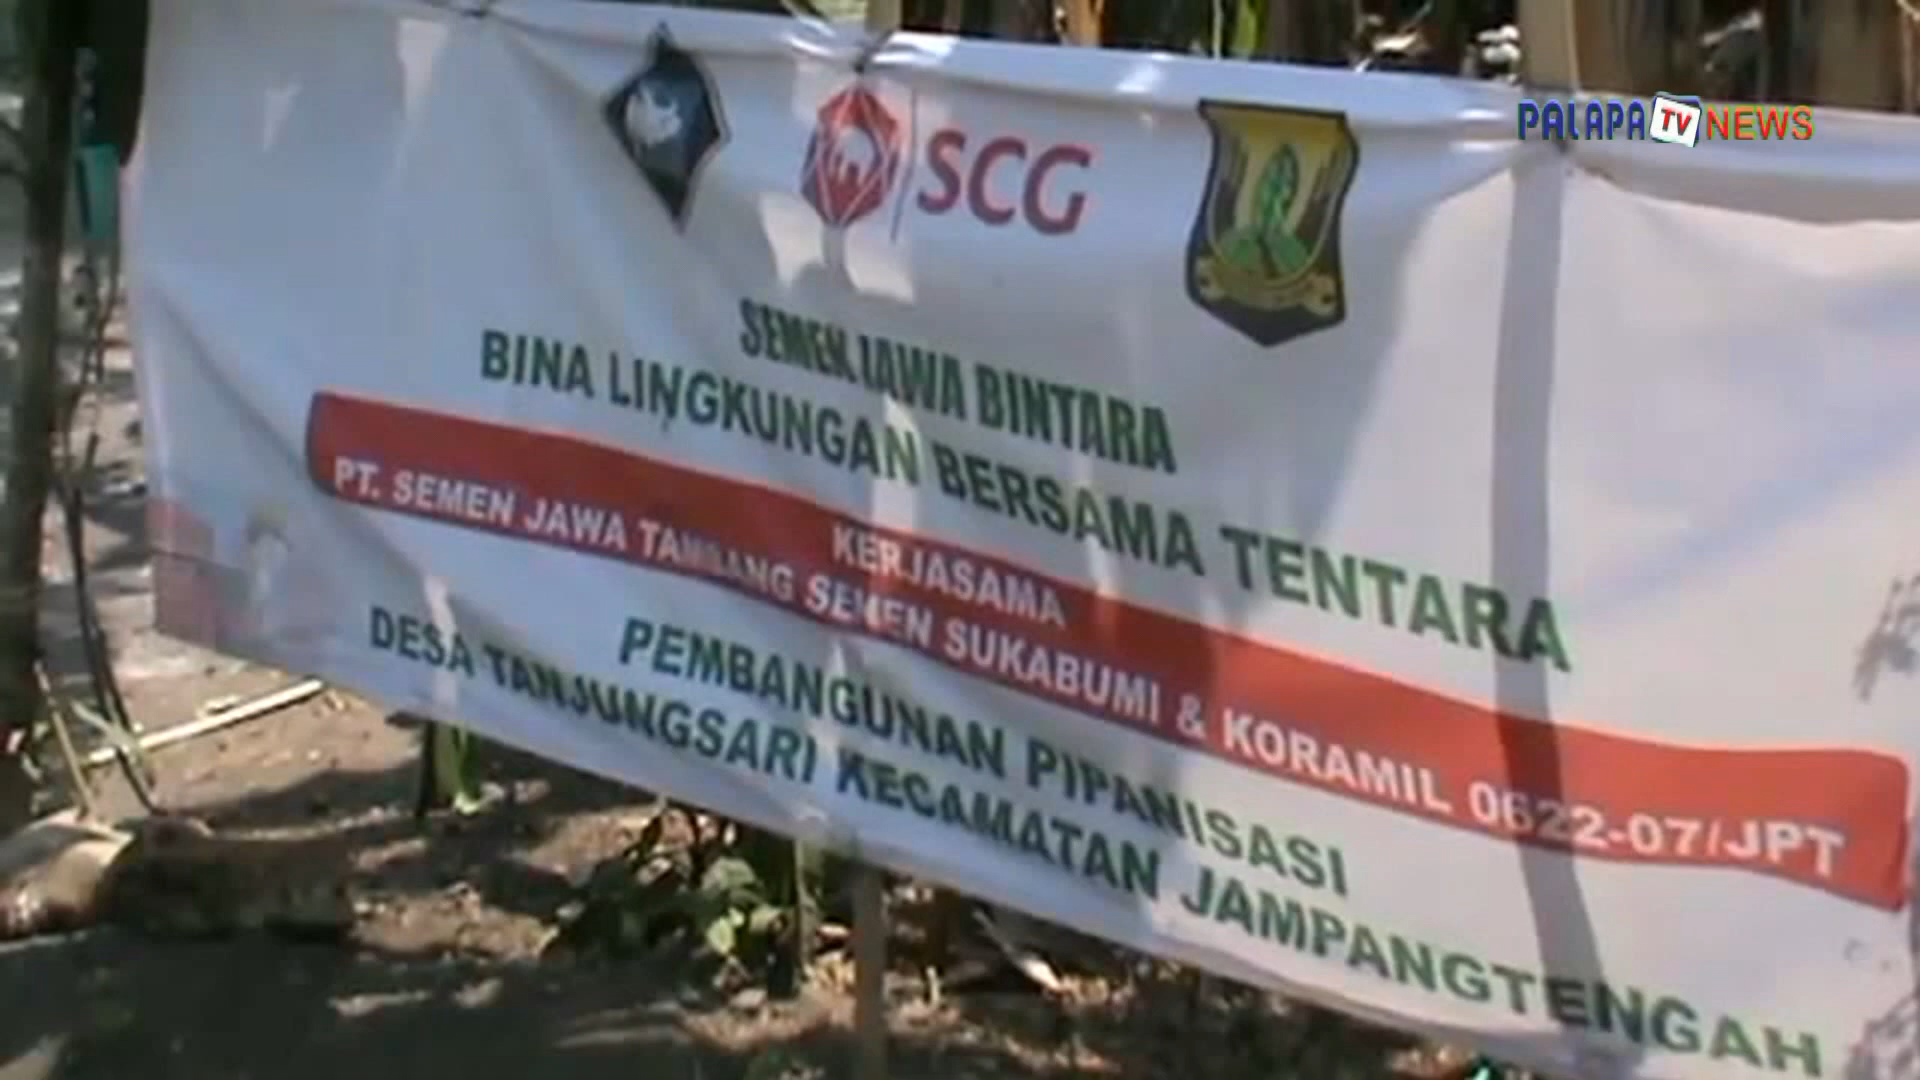 PALAPA TV NEWS
SCG
SEMEN JAWA BINTARA
BINA LINGKUNGAN BERSAMA TENTARA
KERJASAMA
PT. SEMEN JAWA TAMBANG SEMEN SUKABUMI & KORAMIL 0622-07/JPT
PEMBANGUNAN PIPANISASI
DESA TANJUNGSARI KECAMATAN JAMPANGTENGAH